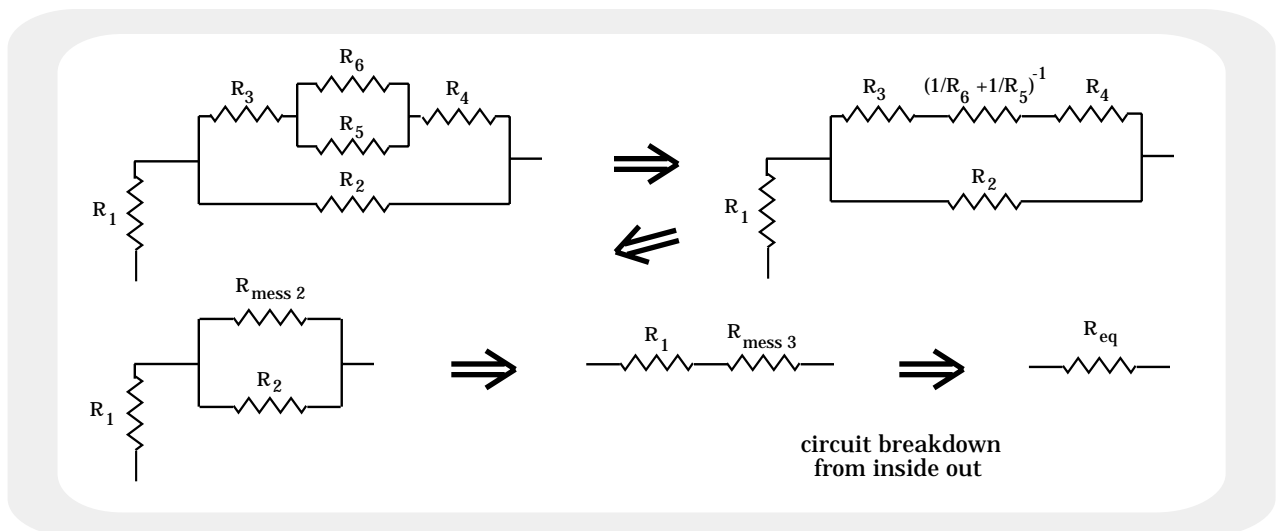 R6
R3
R4
R5
R2
R1
R3
(1/R6 +1/R5)-1
R4
R2
R1
Rmess 2
R2
R1
R1
Rmess 3
Req
circuit breakdown
from inside out